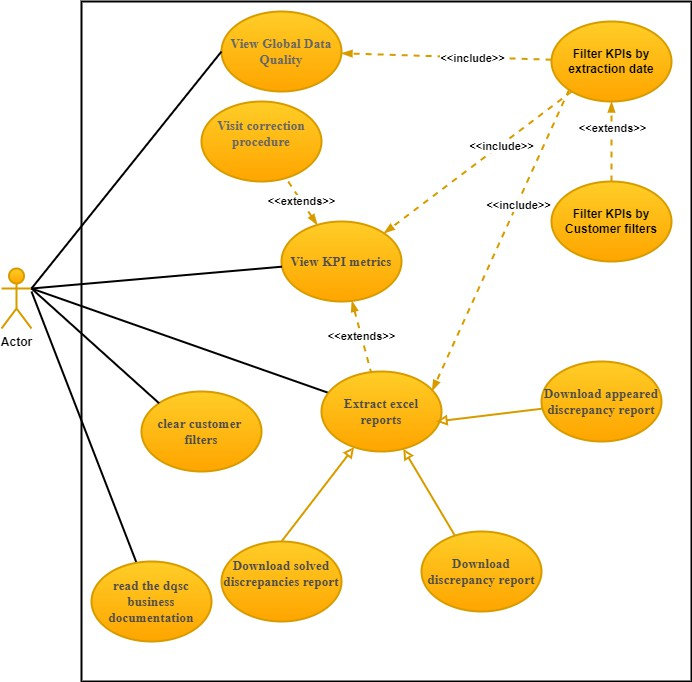 View Global Data
Quality
<<include>>
Filter KPIs by
extraction date
Visit correction
procedure
<<extends>>
<<include>>
<<extends>>
<<include>>
Filter KPIs by
Customer filters
View KPI metrics
Actor
<<extends>>
Extract excel
reports
Download appeared
discrepancy report
clear customer
filters
read the dqsc
business
documentation
Download solved
discrepancies report
Download
discrepancy report